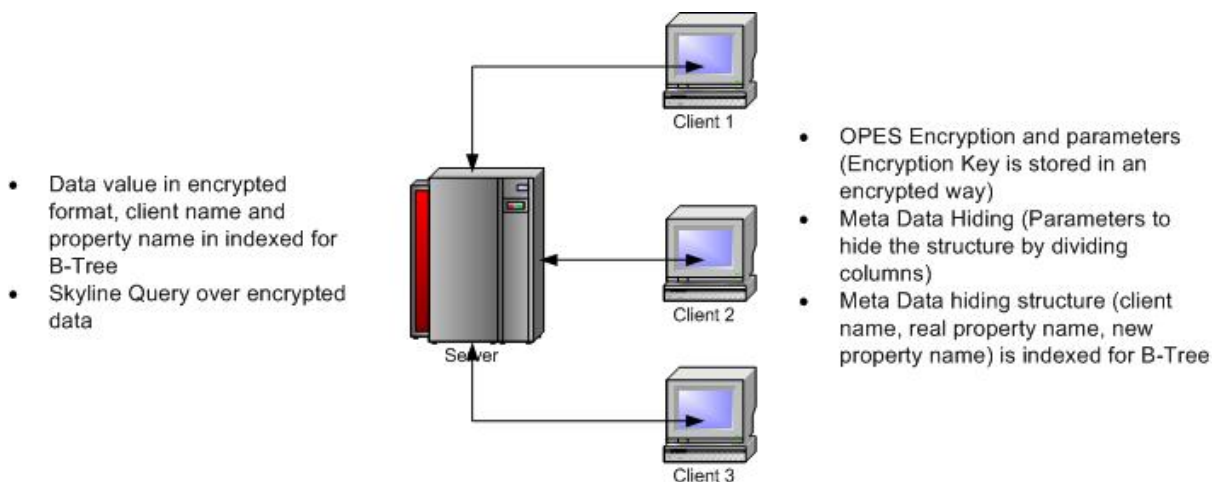 • Data value in encrypted
format, client name and
property name in indexed for
B-Tree
• Skyline Query over encrypted
data
Server
Client 1
Client 2
Client 3
• OPES Encryption and parameters
(Encryption Key is stored in an
encrypted way)
• Meta Data Hiding (Parameters to
hide the structure by dividing
columns)
• Meta Data hiding structure (client
name, real property name, new
property name) is indexed for B-Tree